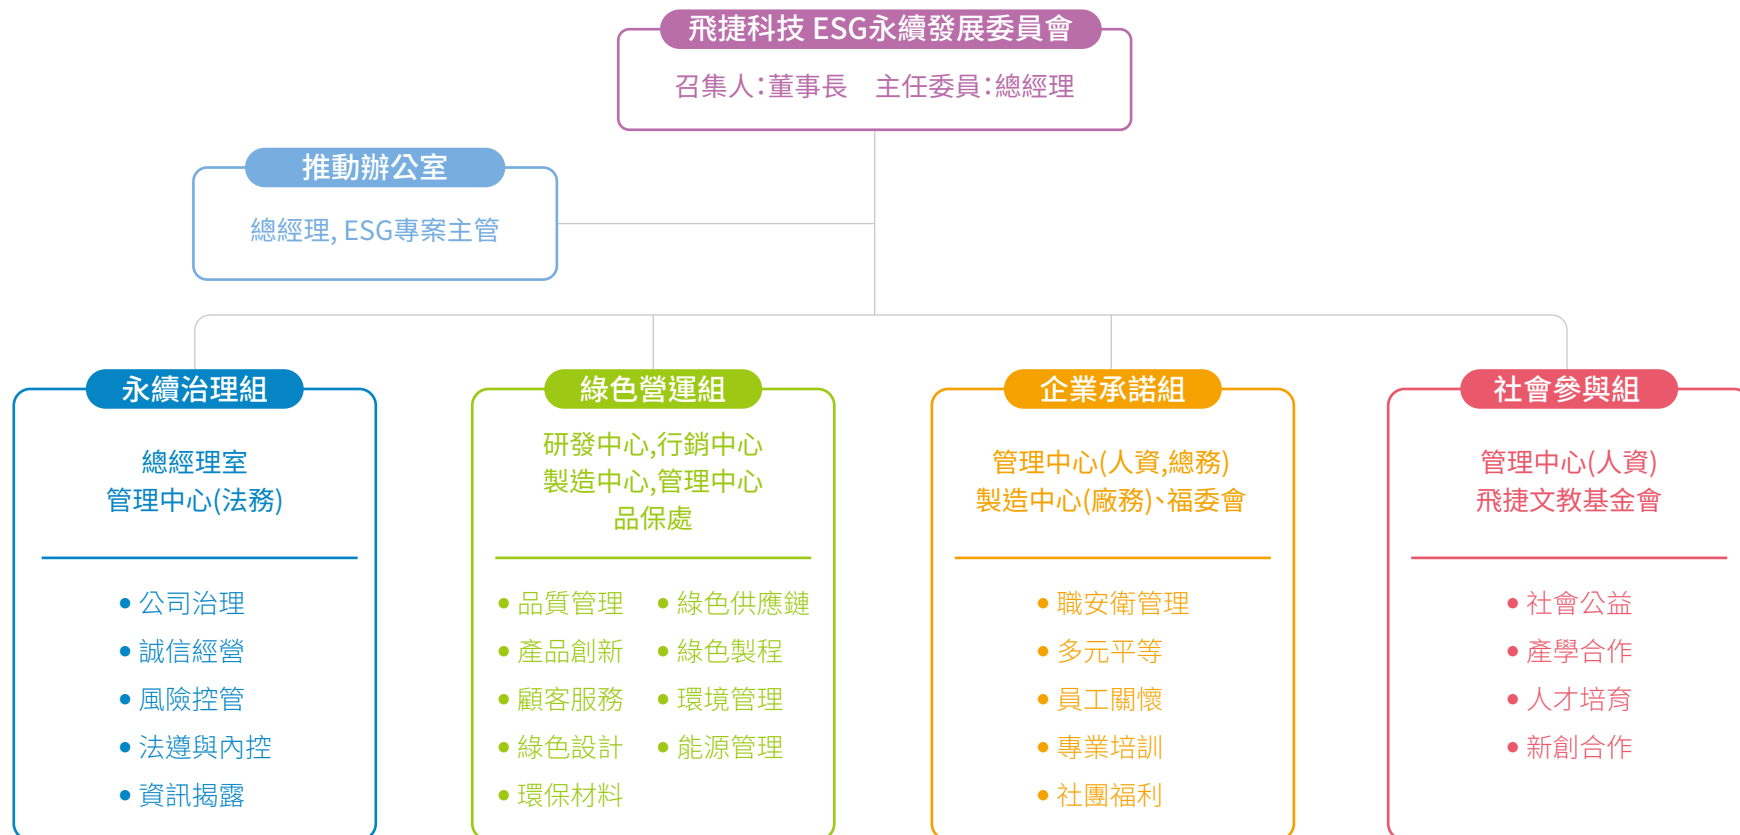 飛捷科技 ESG永續發展委員會
召集人：董事長　主任委員：總經理
推動辦公室
總經理, ESG專案主管
永續治理組
總經理室
管理中心(法務)
• 公司治理
• 誠信經營
• 風險控管
• 法遵與內控
• 資訊揭露
綠色營運組
研發中心,行銷中心
製造中心,管理中心
品保處
• 品質管理
• 產品創新
• 顧客服務
• 綠色設計
• 環保材料
• 綠色供應鏈
• 綠色製程
• 環境管理
• 能源管理
企業承諾組
管理中心(人資,總務)
製造中心(廠務)、福委會
• 職安衛管理
• 多元平等
• 員工關懷
• 專業培訓
• 社團福利
社會參與組
管理中心(人資)
飛捷文教基金會
• 社會公益
• 產學合作
• 人才培育
• 新創合作